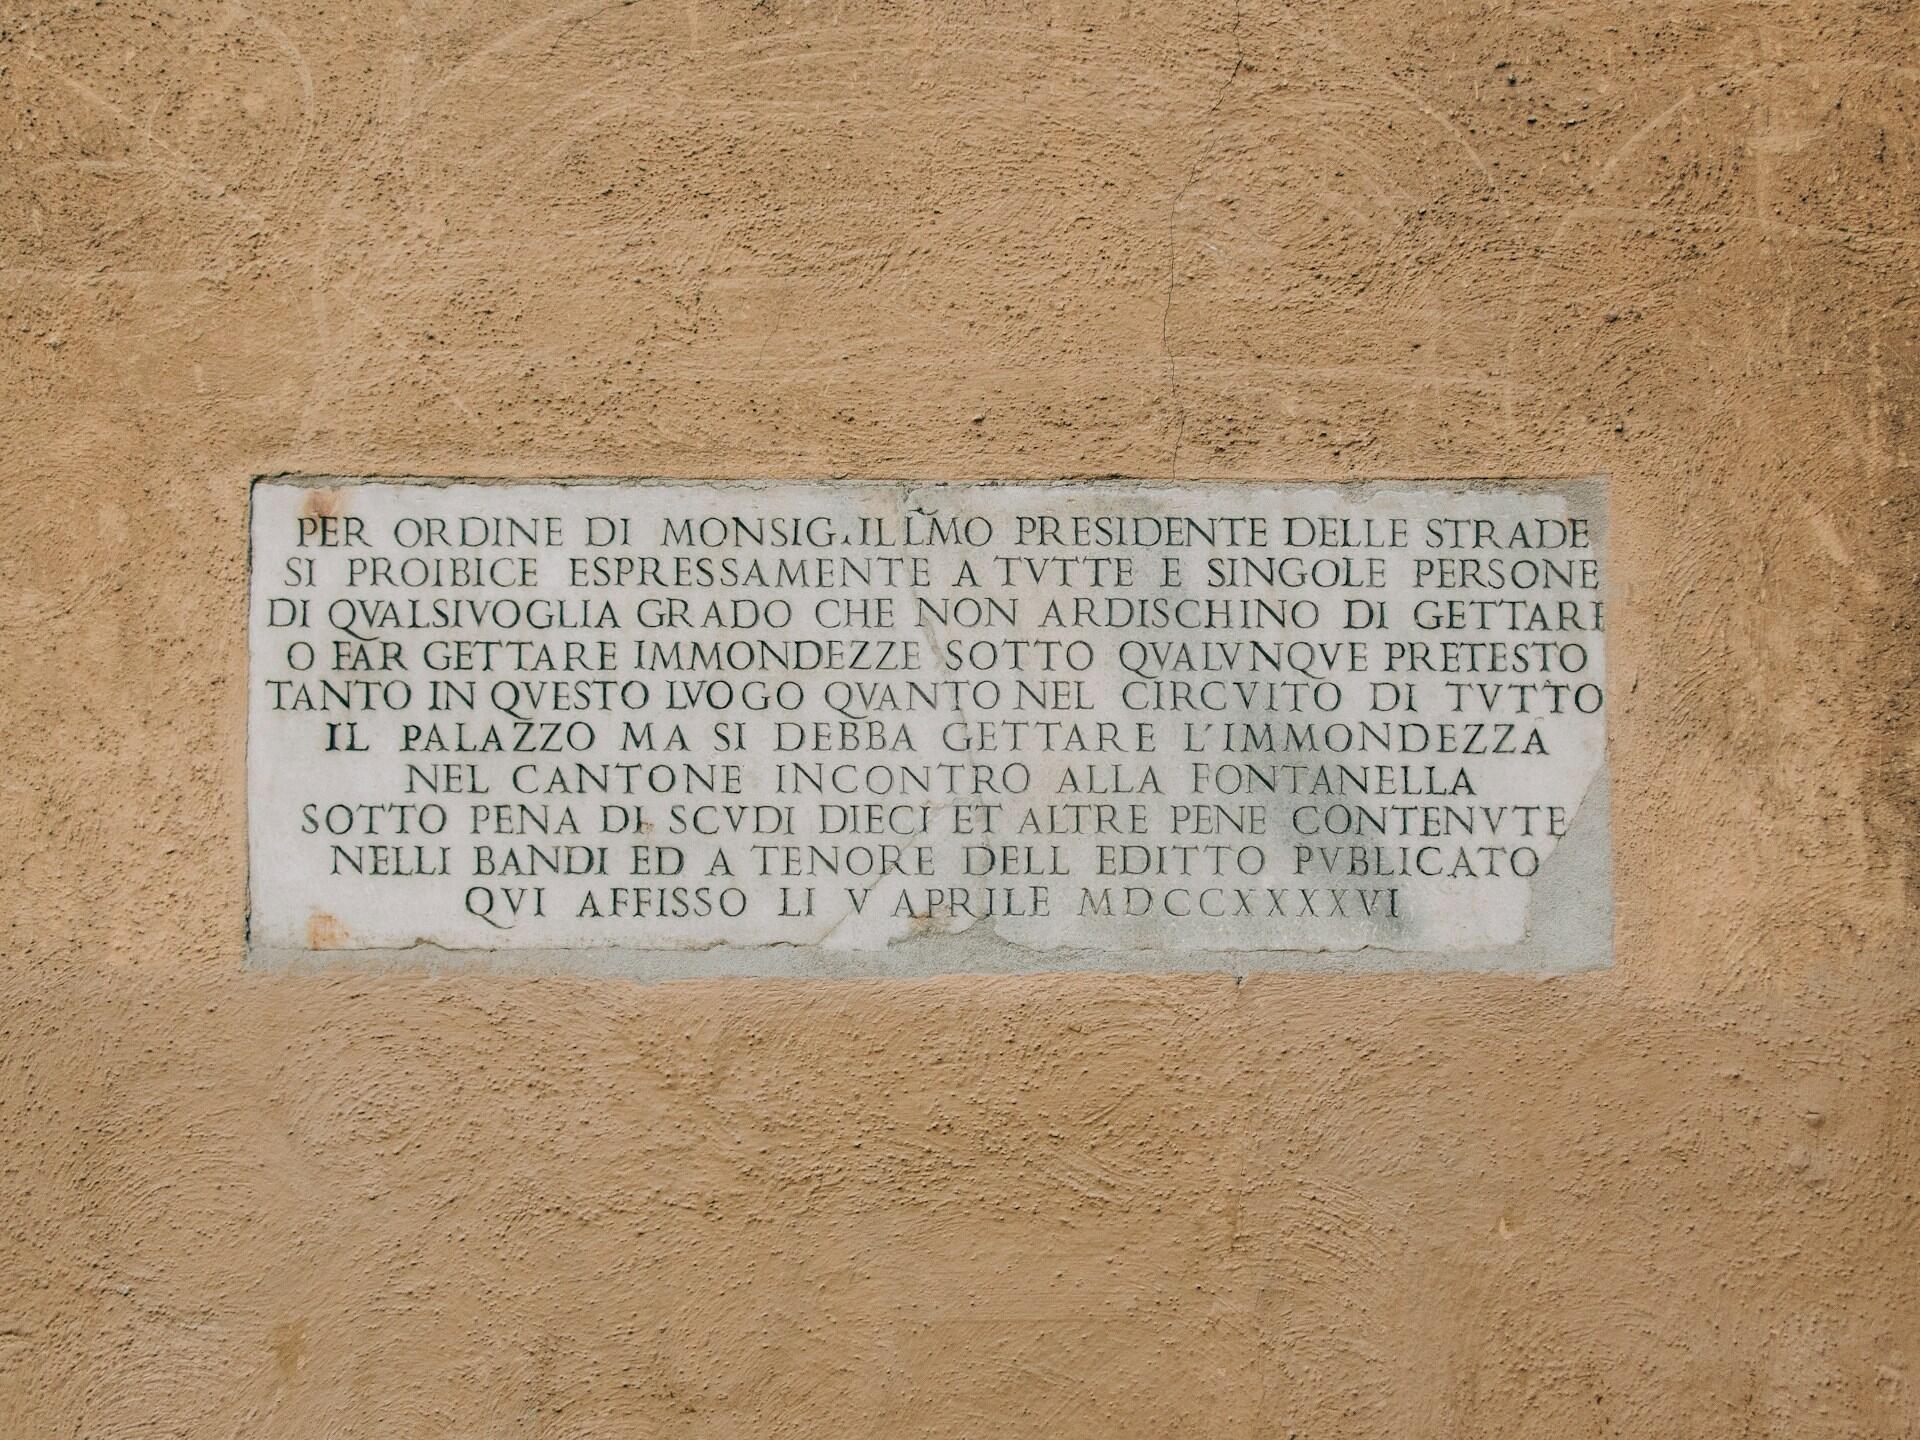 PER ORDINE DI MONSIG. ILLMO PRESIDENTE DELLE STRADE
SI PROIBICE ESPRESSAMENTE A TVTTE E SINGOLE PERSONE
DI QVALSIVOGLIA GRADO CHE NON ARDISCHINO DI GETTARE
O FAR GETTARE IMMONDEZZE SOTTO QVALVNQVE PRETESTO
TANTO IN QVESTO LVOGO QVANTO NEL CIRCVITO DI TVTTO
IL PALAZZO MA SI DEBBA GETTARE L'IMMONDEZZA
NEL CANTONE INCONTRO ALLA FONTANELLA
SOTTO PENA DI SCVDI DIECI ET ALTRE PENE CONTENVTE
NELLI BANDI ED A TENORE DELL EDITTO PVBLICATO
QVI AFFISSO LI V APRILE MDCCXXXXVI